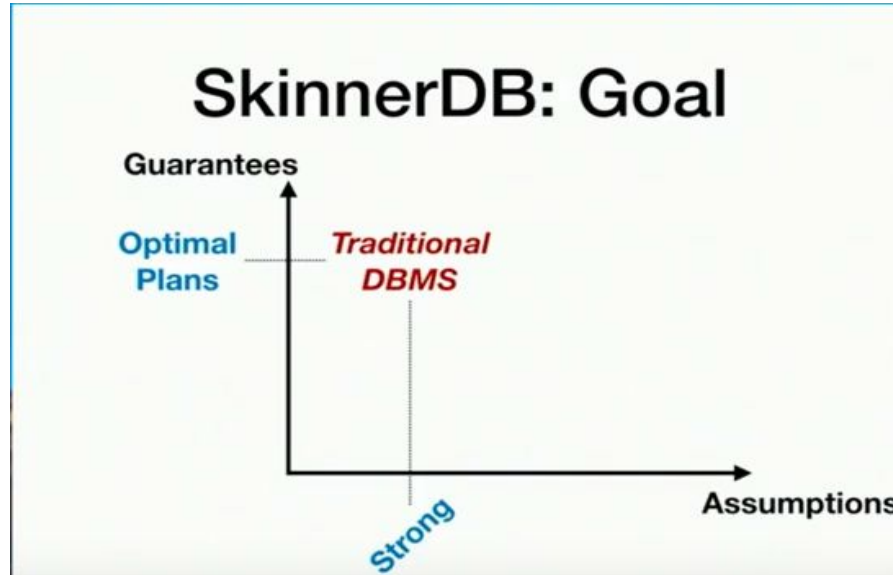 SkinnerDB: Goal
Guarantees
Optimal
Plans
Traditional
DBMS
Assumptions
Strong